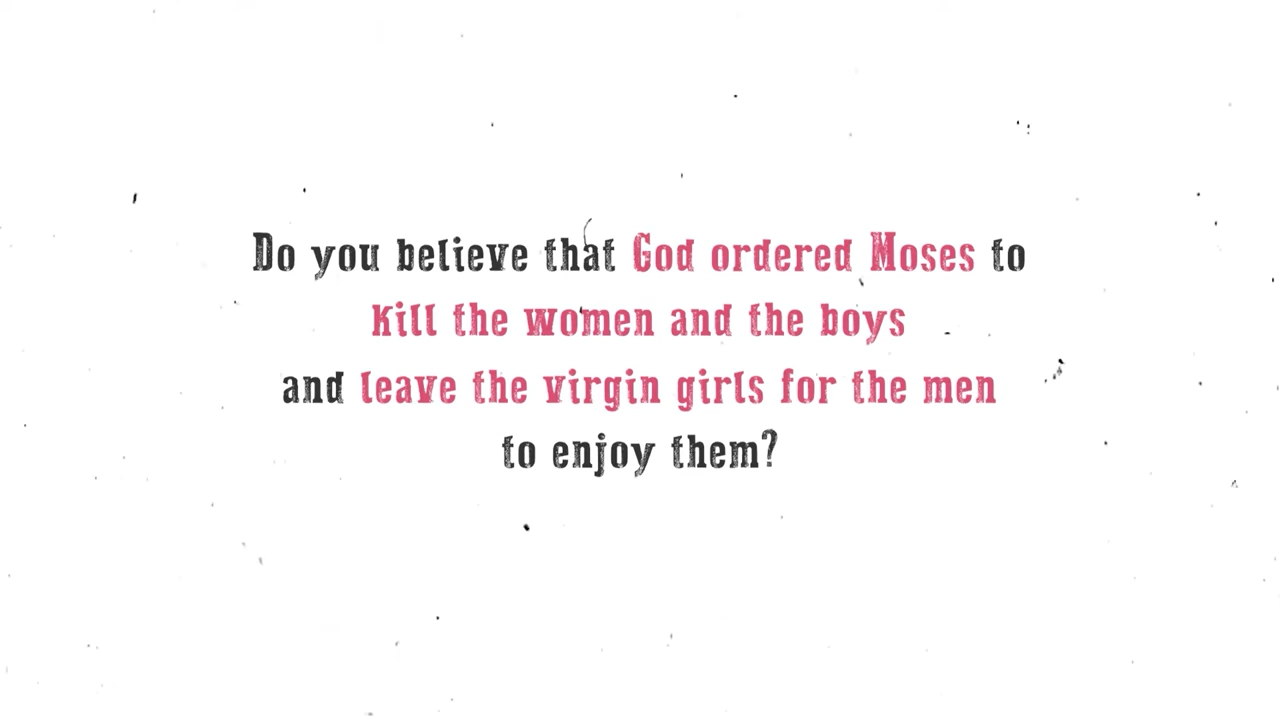 Do you believe that God ordered Moses to
Kill the women and the boys
and leave the virgin girls for the men
to enjoy them?